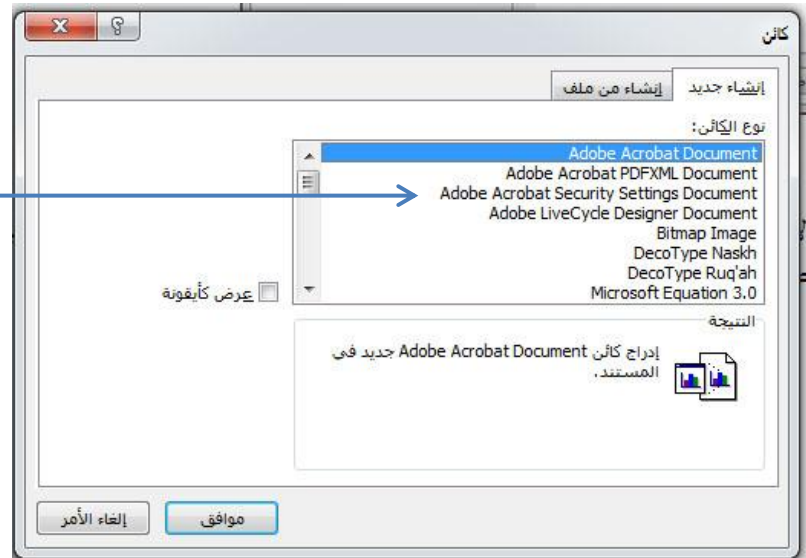 كائن
إنشاء جديد
إنشاء من ملف
نوع الكائن:
Adobe Acrobat Document
Adobe Acrobat PDFXML Document
Adobe Acrobat Security Settings Document
Adobe LiveCycle Designer Document
Bitmap Image
DecoType Naskh
DecoType Ruq'ah
Microsoft Equation 3.0
عرض كأيقونة
النتيجة
إدراج كائن Adobe Acrobat Document جديد في
المستند.
موافق
إلغاء الأمر